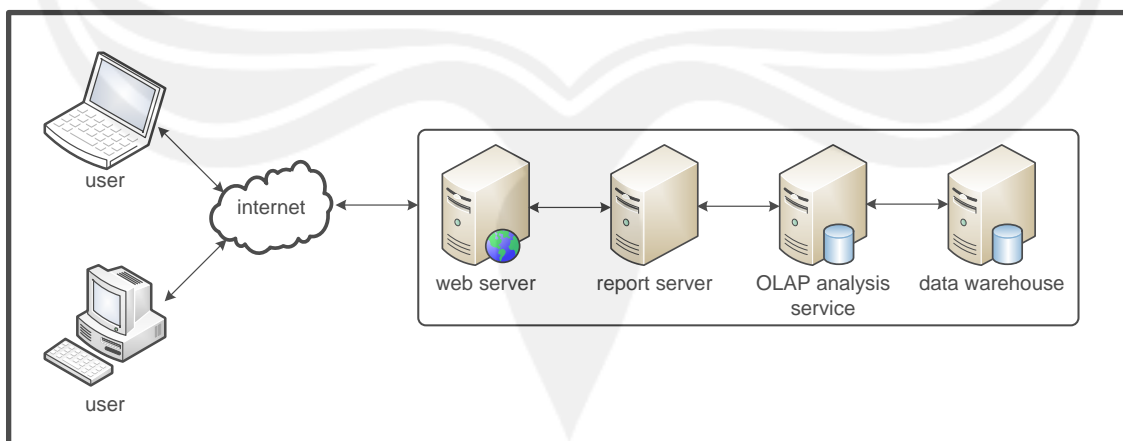 user
internet
web server
report server
OLAP analysis
service
data warehouse
user